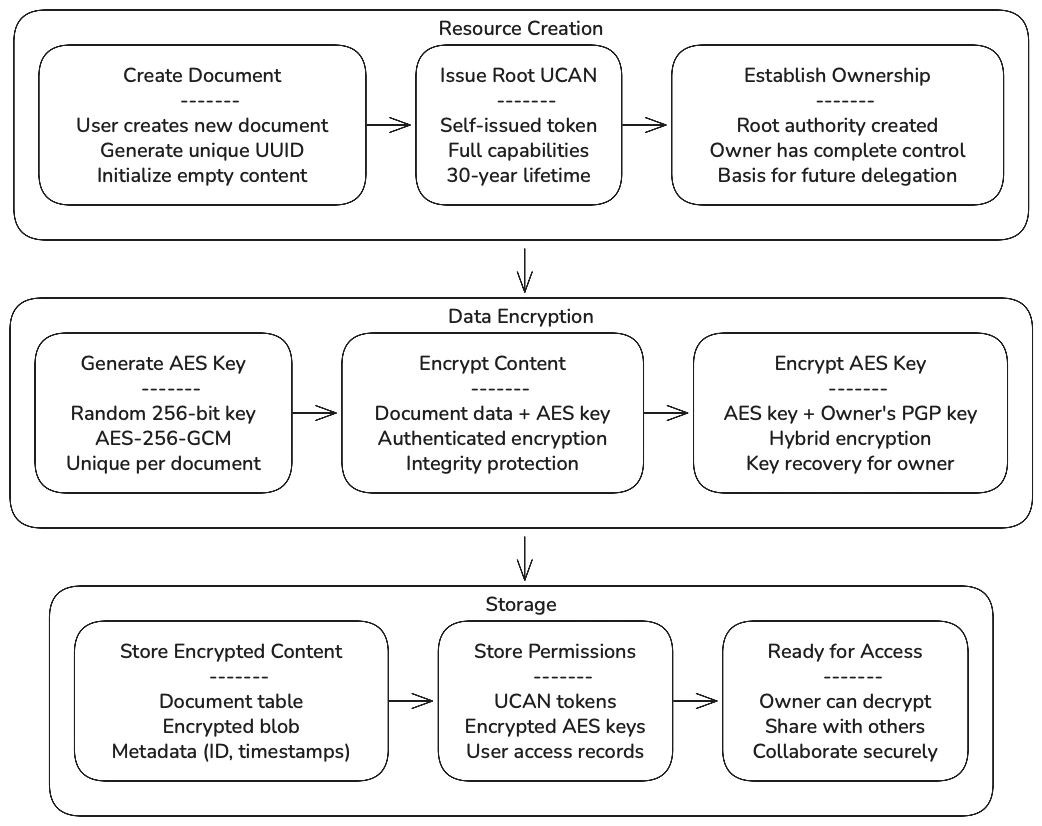 Resource Creation
Create Document
-------
User creates new document
Generate unique UUID
Initialize empty content
Issue Root UCAN
-------
Self-issued token
Full capabilities
30-year lifetime
Establish Ownership
-------
Root authority created
Owner has complete control
Basis for future delegation
Data Encryption
Generate AES Key
-------
Random 256-bit key
AES-256-GCM
Unique per document
Encrypt Content
-------
Document data + AES key
Authenticated encryption
Integrity protection
Encrypt AES Key
-------
AES key + Owner's PGP key
Hybrid encryption
Key recovery for owner
Storage
Store Encrypted Content
-------
Document table
Encrypted blob
Metadata (ID, timestamps)
Store Permissions
-------
UCAN tokens
Encrypted AES keys
User access records
Ready for Access
-------
Owner can decrypt
Share with others
Collaborate securely